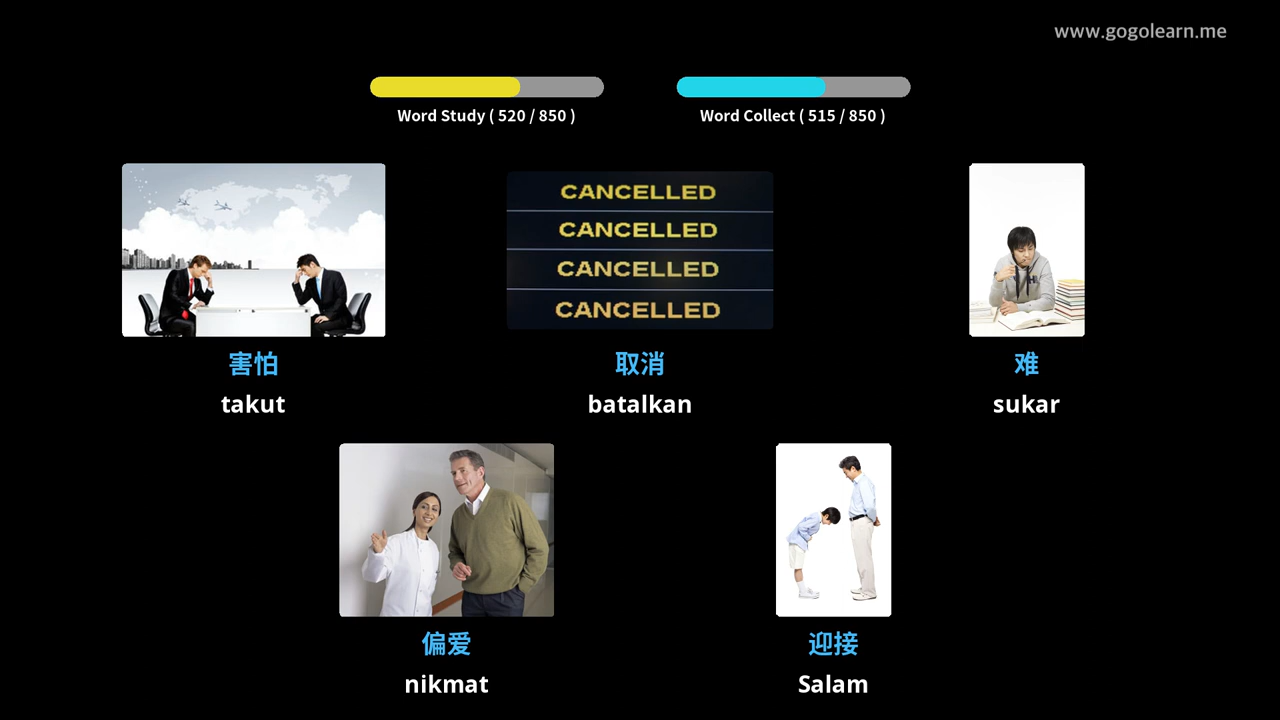 www.gogolearn.me
Word Study ( 520 / 850 )
Word Collect ( 515 / 850 )
CANCELLED
CANCELLED
CANCELLED
CANCELLED
害怕
takut
取消
batalkan
难
sukar
偏爱
nikmat
迎接
Salam